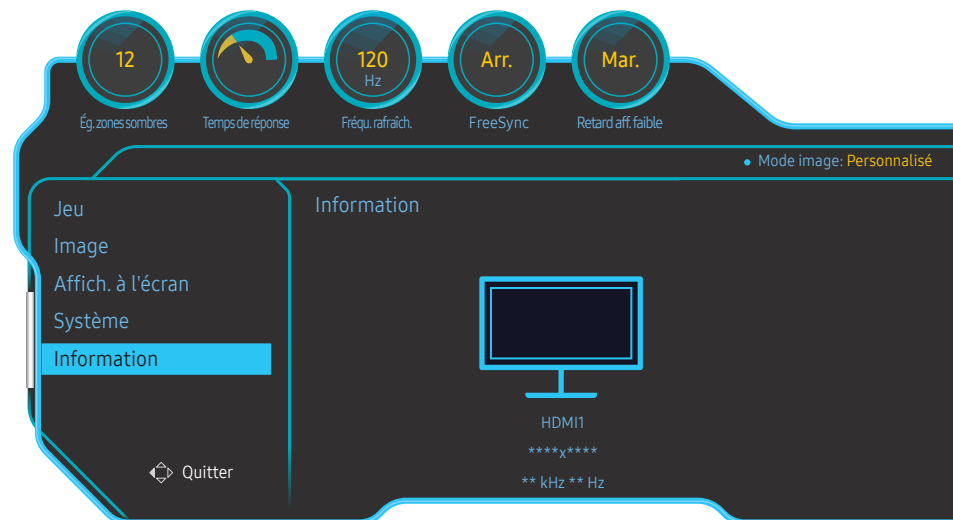 12
120
Hz
Arr.
Mar.
Ég. zones sombres
Temps de réponse
Fréqu. rafraîch.
FreeSync
Retard aff. faible
• Mode image: Personnalisé
Jeu
Image
Affich. à l'écran
Système
Information
Quitter
Information
HDMI1
****x****
** kHz ** Hz